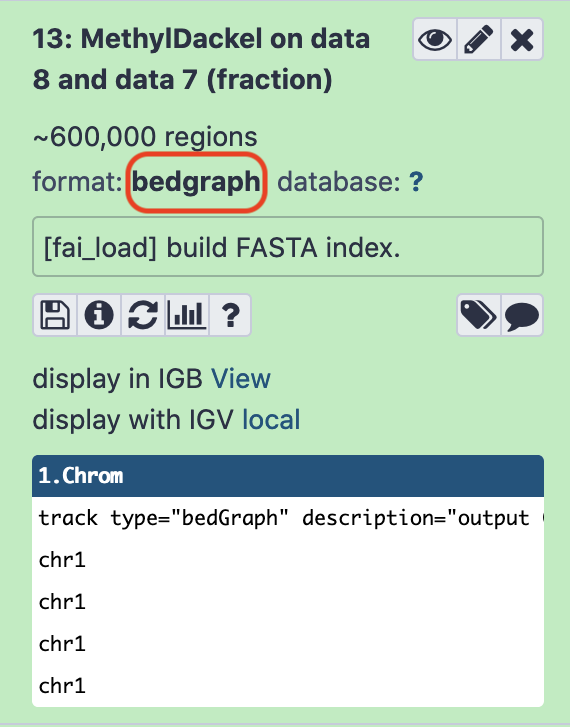 13: MethylDackel on data
8 and data 7 (fraction)
~600,000 regions
format: bedgraph database: ?
[fai_load] build FASTA index.
?
display in IGB View
display with IGV local
1.Chrom
track type="bedGraph" description="output
chr1
chr1
chr1
chr1